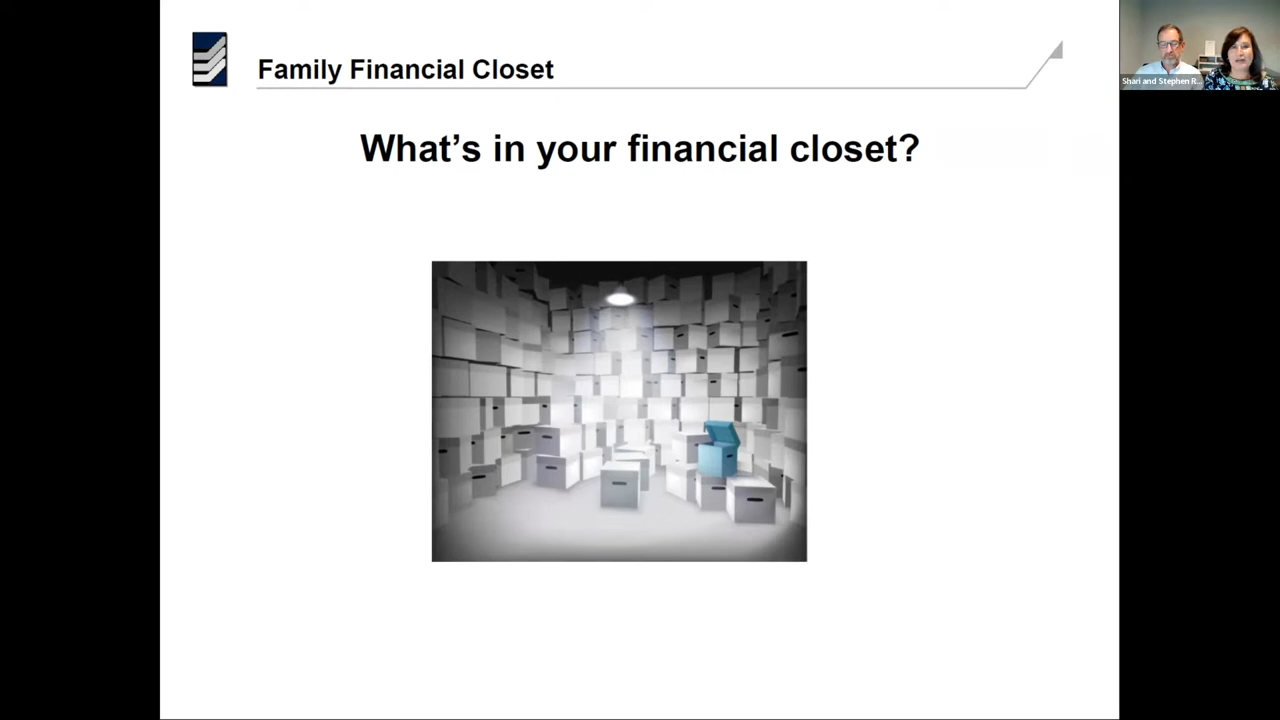 Family Financial Closet
What's in your financial closet?
Shari and Stephen R...